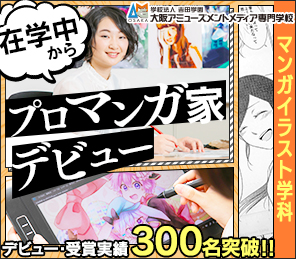 学校法人 吉田学園
大阪アミューズメントメディア専門学校
AM
OSAKA
在学中
から
プロマンガ家
デビュー
マンガイラスト学科
デビュー・受賞実績 300名突破!!